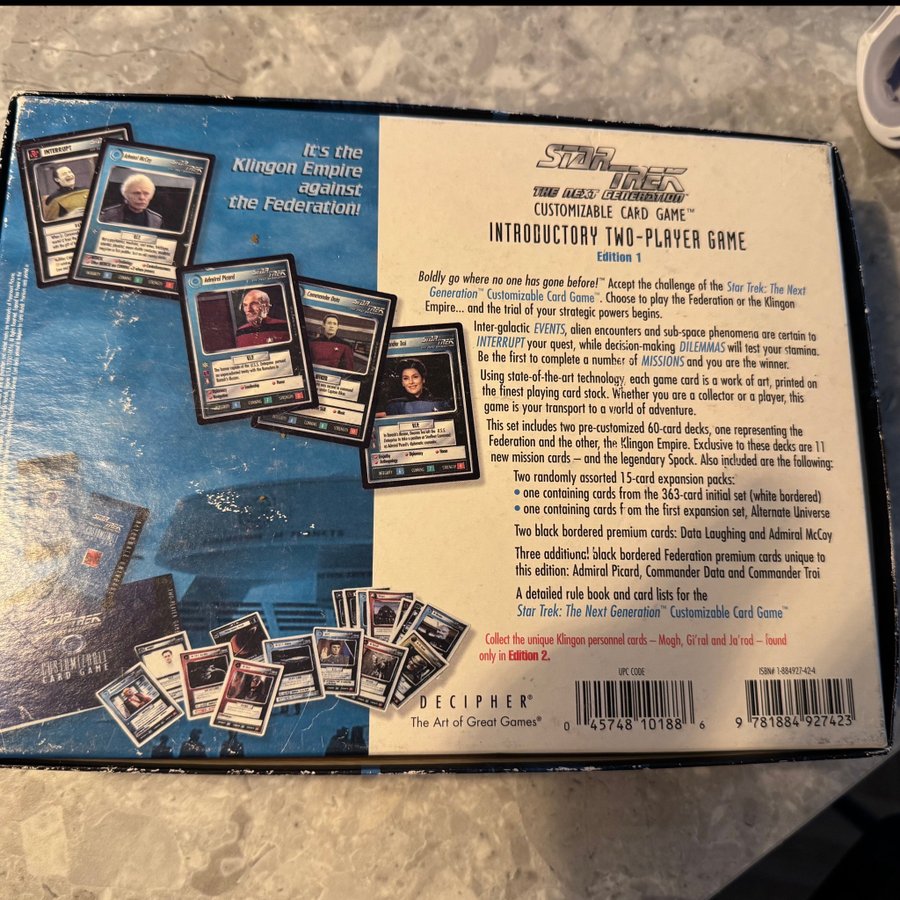 It's the
Klingon Empire
against
the Federation!
INTERRUPT
Admiral McCoy
Admiral Picard
V.I.P.
Commander Data
V.I.P.
Troi
V.I.P.
STAR TREK
THE NEXT GENERATION
CUSTOMIZABLE CARD GAME™
INTRODUCTORY TWO-PLAYER GAME
Edition 1
Boldly go where no one has gone before!™ Accept the challenge of the Star Trek: The Next
Generation™ Customizable Card Game™. Choose to play the Federation or the Klingon
Empire... and the trial of your strategic powers begins.
Inter-galactic EVENTS, alien encounters and sub-space phenomena are certain to
INTERRUPT your quest, while decision-making DILEMMAS will test your stamina.
Be the first to complete a number of MISSIONS and you are the winner.
Using state-of-the-art technology, each game card is a work of art, printed on
the finest playing card stock. Whether you are a collector or a player, this
game is your transport to a world of adventure.
This set includes two pre-customized 60-card decks, one representing the
Federation and the other, the Klingon Empire. Exclusive to these decks are 11
new mission cards – and the legendary Spock. Also included are the following:
Two randomly assorted 15-card expansion packs:
• one containing cards from the 363-card initial set (white bordered)
• one containing cards from the first expansion set, Alternate Universe
Two black bordered premium cards: Data Laughing and Admiral McCoy
Three additional black bordered Federation premium cards unique to
this edition: Admiral Picard, Commander Data and Commander Troi
A detailed rule book and card lists for the
Star Trek: The Next Generation™ Customizable Card Game™
Collect the unique Klingon personnel cards – Mogh, Gi'ral and Ja'rod – found
only in Edition 2.
DECIPHER®
The Art of Great Games®
UPC CODE
0 45748 10188 6
ISBN# 1-884927-42-4
9 781884 927423
STAR TREK
CUSTOMIZABLE
CARD GAME